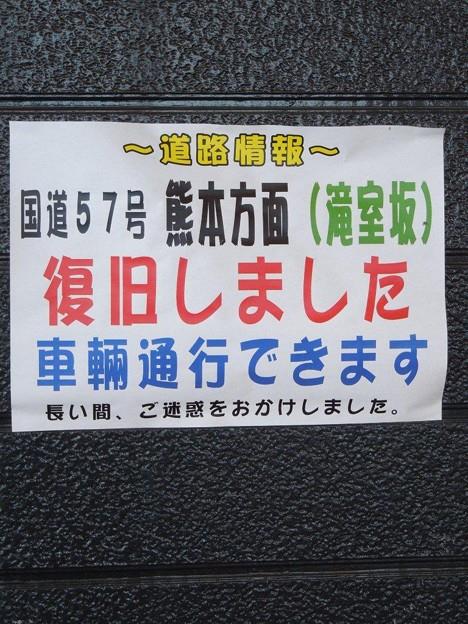 ～道路情報～
国道５７号 熊本方面（滝室坂）
復旧しました
車輛通行できます
長い間、ご迷惑をおかけしました。